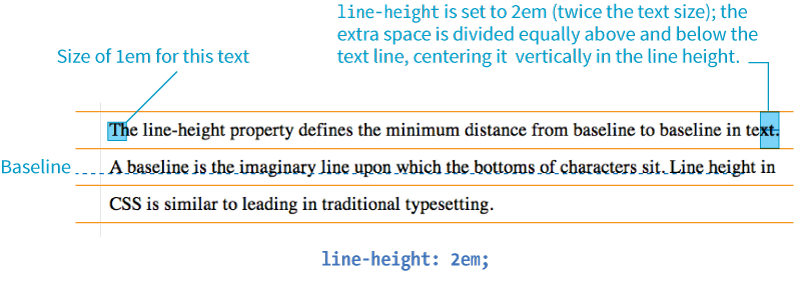 line-height is set to 2em (twice the text size); the
extra space is divided equally above and below the
text line, centering it vertically in the line height.
Size of 1em for this text
The line-height property defines the minimum distance from baseline to baseline in text.
Baseline
A baseline is the imaginary line upon which the bottoms of characters sit. Line height in
CSS is similar to leading in traditional typesetting.
line-height: 2em;